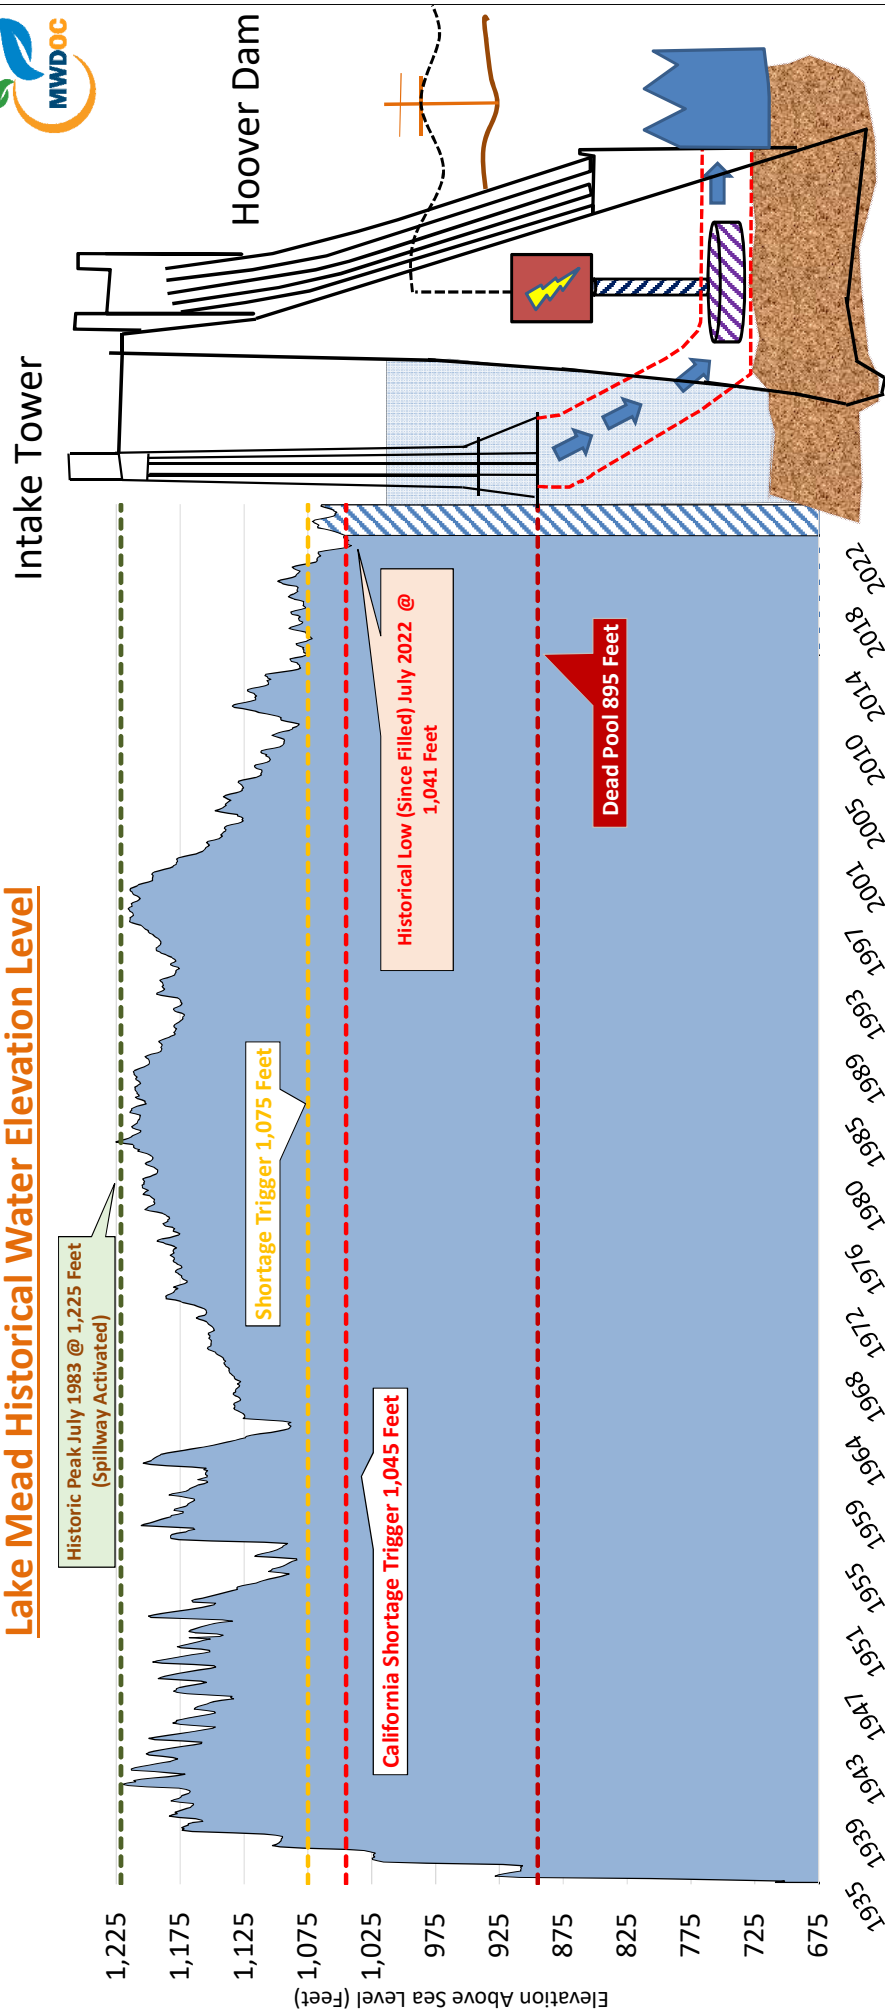 Lake Mead Historical Water Elevation Level
MWDOC
Intake Tower
Hoover Dam
Historic Peak July 1983 @ 1,225 Feet
(Spillway Activated)
Shortage Trigger 1,075 Feet
California Shortage Trigger 1,045 Feet
Historical Low (Since Filled) July 2022 @
1,041 Feet
Dead Pool 895 Feet
Elevation Above Sea Level (Feet)
1,225
1,175
1,125
1,075
1,025
975
925
875
825
775
725
675
1935
1939
1943
1947
1951
1955
1959
1964
1968
1972
1976
1980
1985
1989
1993
1997
2001
2005
2010
2014
2018
2022